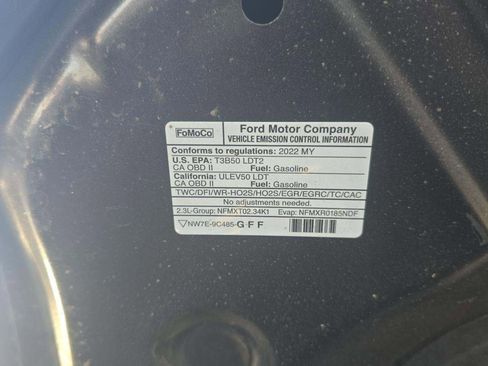 FoMoCo
Ford Motor Company
VEHICLE EMISSION CONTROL INFORMATION
Conforms to regulations: 2022 MY
U.S. EPA: T3B50 LDT2
CA OBD II Fuel: Gasoline
California: ULEV50 LDT
CA OBD II Fuel: Gasoline
TWC/DFI/WR-HO2S/HO2S/EGR/EGRC/TC/CAC
No adjustments needed.
2.3L-Group: NFMXT02.34K1 Evap: NFMXR0185NDF
NW7E-9C485-G F F